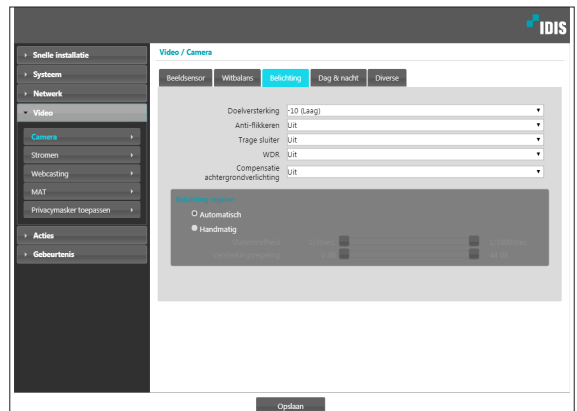 IDIS
Snelle installatie
Systeem
Netwerk
Video
Camera
Stromen
Webcasting
MAT
Privacymasker toepassen
Acties
Gebeurtenis
Video / Camera
Beeldsensor Witbalans Belichting Dag & nacht Diverse
Doelversterking -10 (Laag)
Anti-flikkeren Uit
Trage sluiter Uit
WDR Uit
Compensatie
achtergrondverlichting Uit
Automatisch
Handmatig
Opslaan